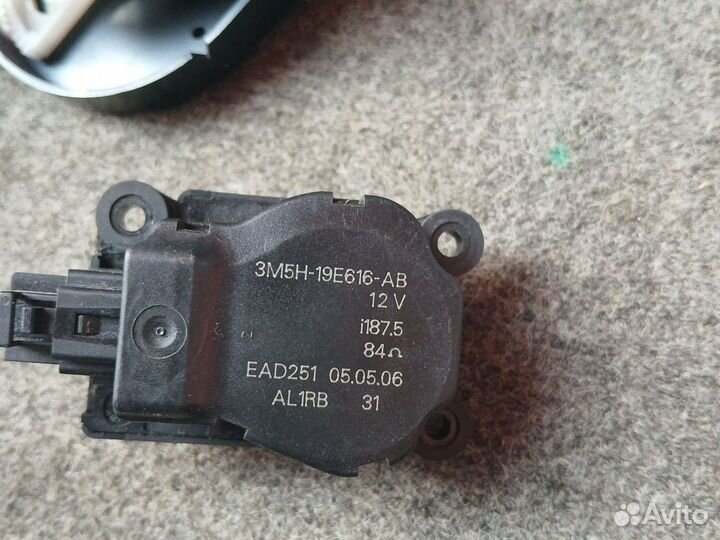 3M5H-19E616-AB
12 V
i187.5
84Ω
EAD251 05.05.06
AL1RB 31
Avito